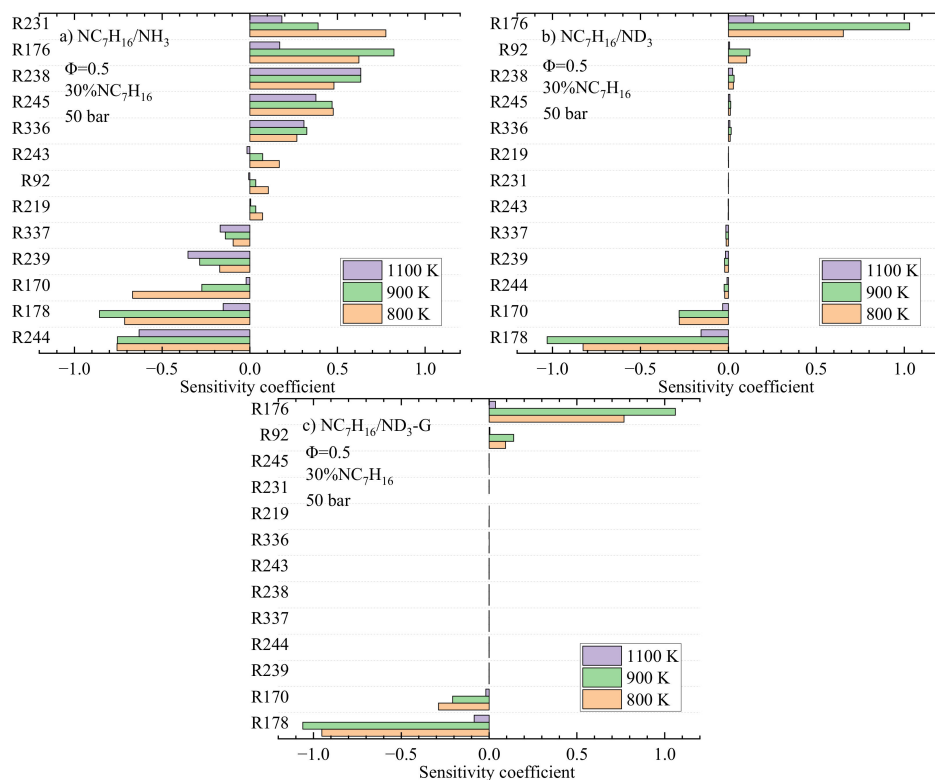 a) NC₇H₁₆/NH₃
Φ=0.5
30%NC₇H₁₆
50 bar
R231
R176
R238
R245
R336
R243
R92
R219
R337
R239
R170
R178
R244
1100 K
900 K
800 K
−1.0 −0.5 0.0 0.5 1.0
Sensitivity coefficient
b) NC₇H₁₆/ND₃
Φ=0.5
30%NC₇H₁₆
50 bar
R176
R92
R238
R245
R336
R219
R231
R243
R337
R239
R244
R170
R178
1100 K
900 K
800 K
−1.0 −0.5 0.0 0.5 1.0
Sensitivity coefficient
c) NC₇H₁₆/ND₃-G
Φ=0.5
30%NC₇H₁₆
50 bar
R176
R92
R245
R231
R219
R336
R243
R238
R337
R244
R239
R170
R178
1100 K
900 K
800 K
−1.0 −0.5 0.0 0.5 1.0
Sensitivity coefficient